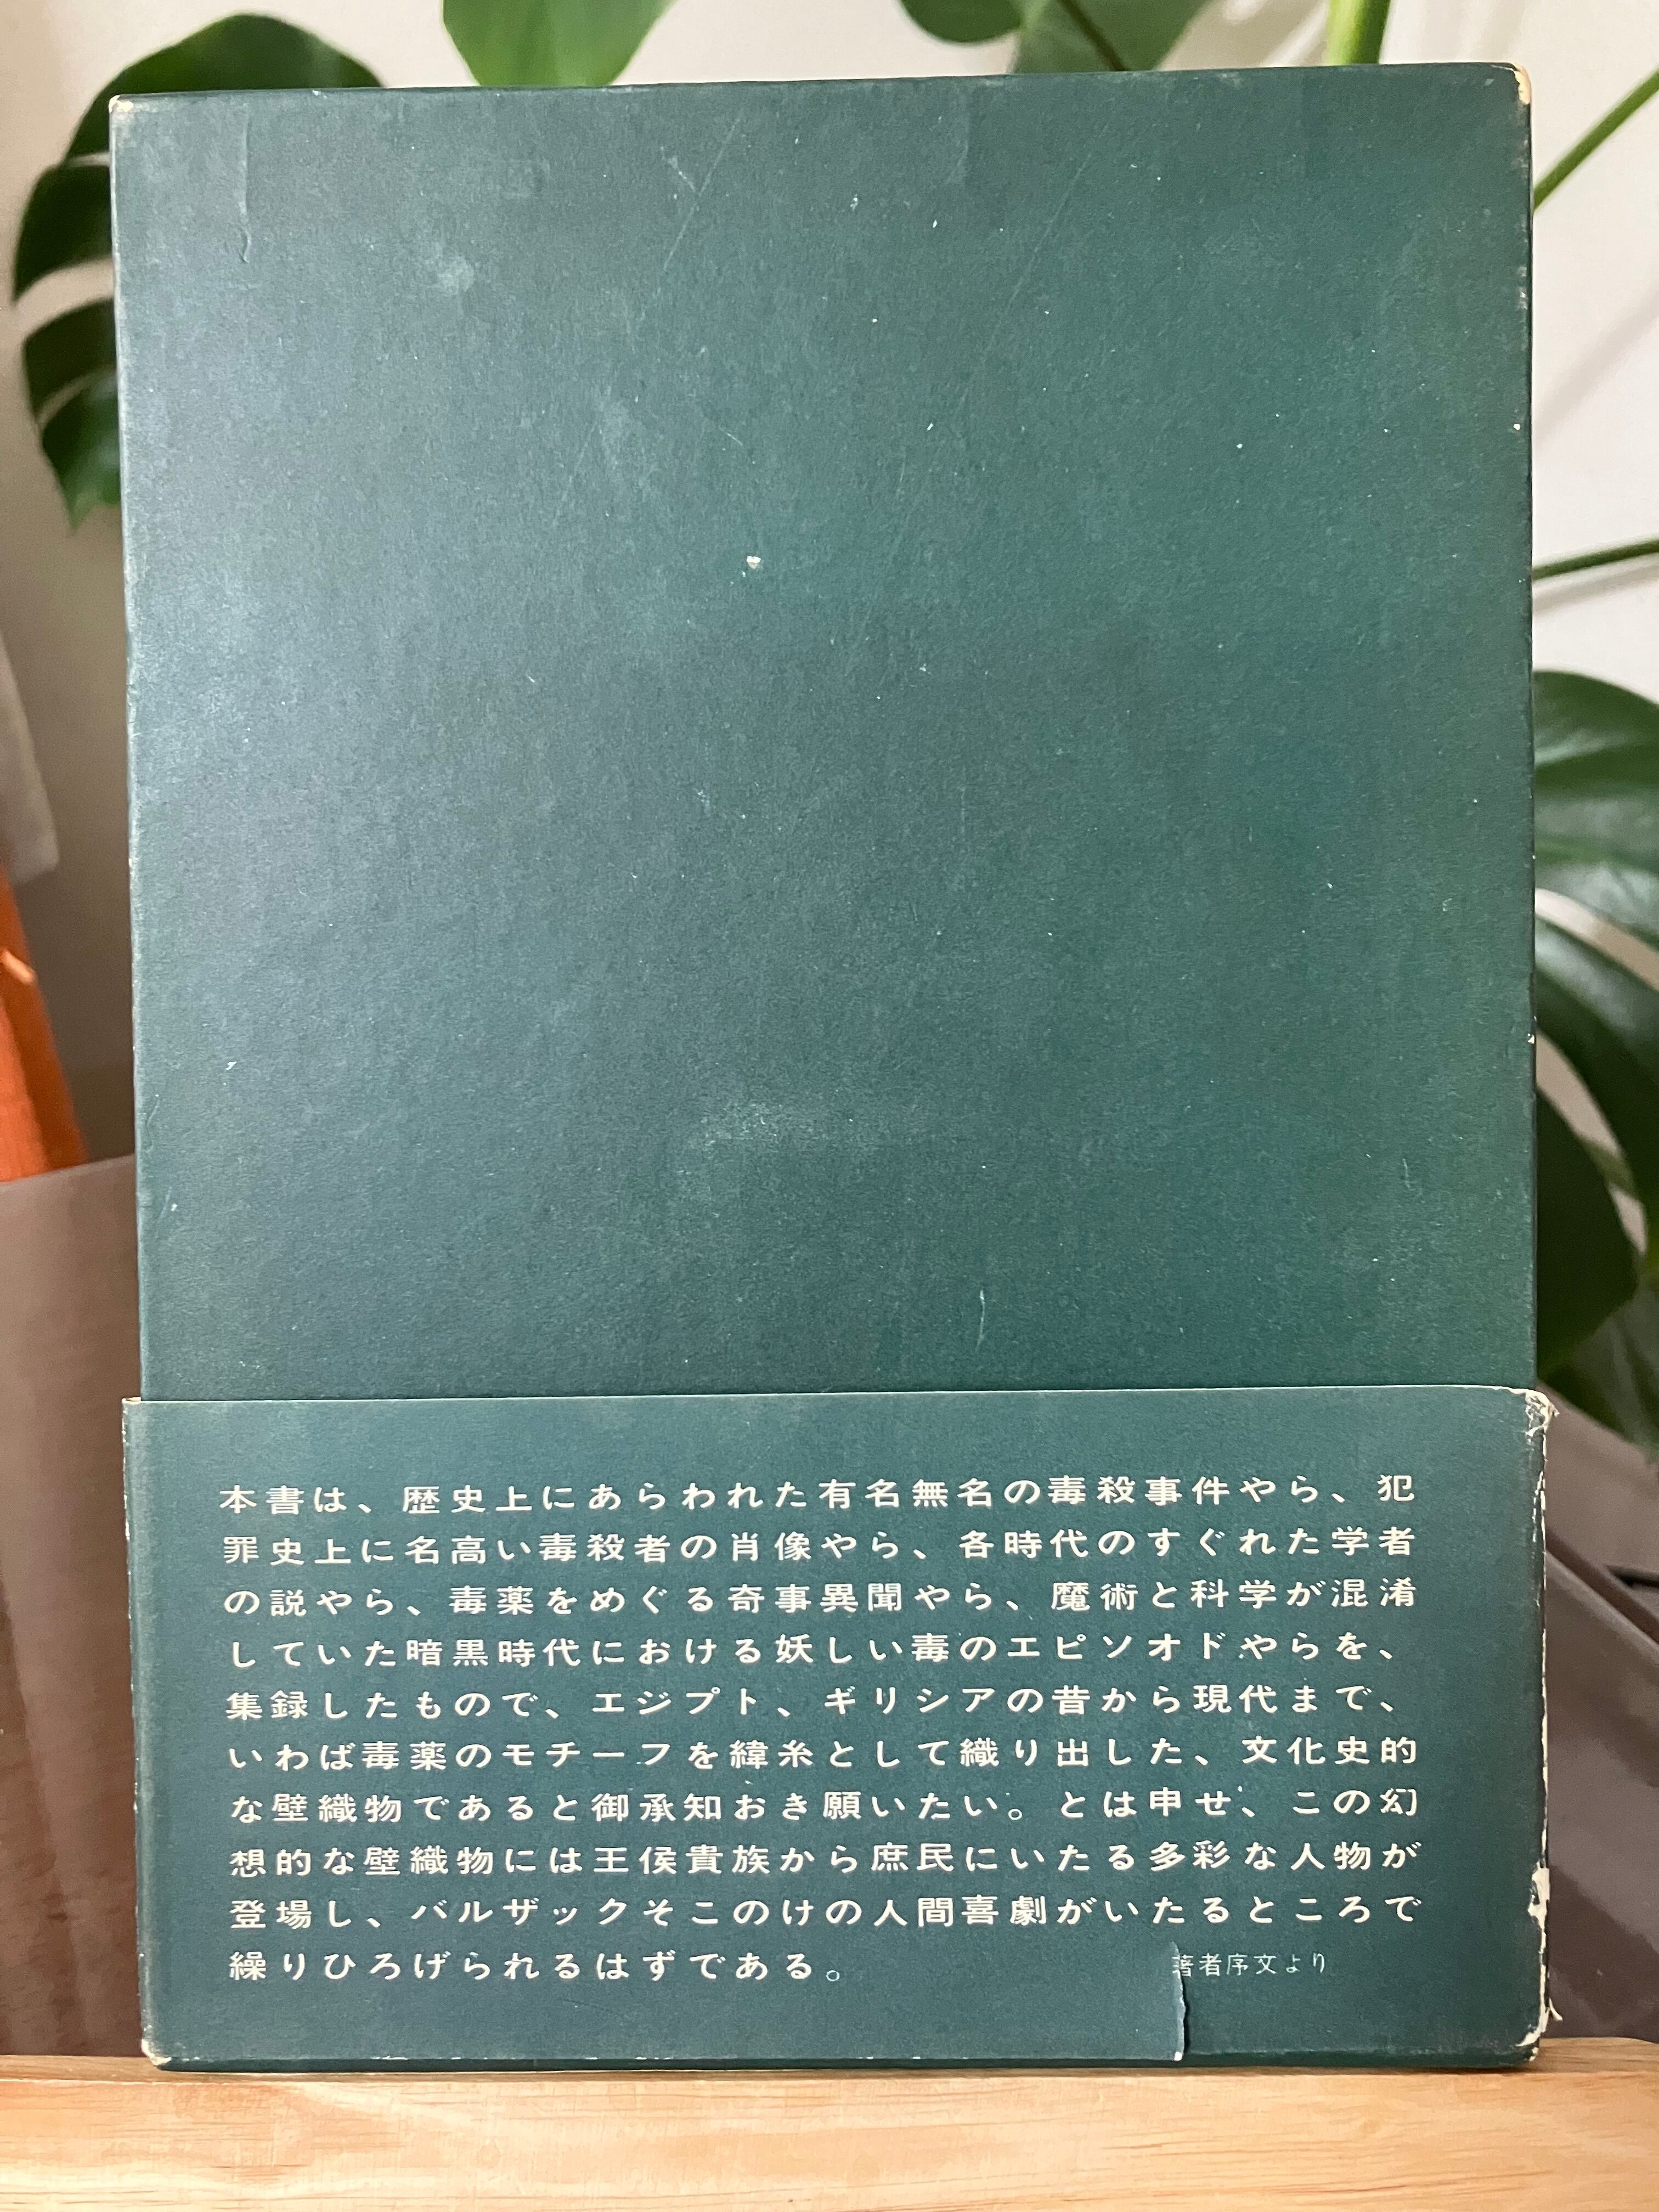 本書は、歴史上にあらわれた有名無名の毒殺事件やら、犯
罪史上に名高い毒殺者の肖像やら、各時代のすぐれた学者
の説やら、毒薬をめぐる奇事異聞やら、魔術と科学が混淆
していた暗黒時代における妖しい毒のエピソオドやらを、
集録したもので、エジプト、ギリシアの昔から現代まで、
いわば毒薬のモチーフを緯糸として織り出した、文化史的
な壁織物であると御承知おき願いたい。とは申せ、この幻
想的な壁織物には王侯貴族から庶民にいたる多彩な人物が
登場し、バルザックそこのけの人間喜劇がいたるところで
繰りひろげられるはずである。
著者序文より